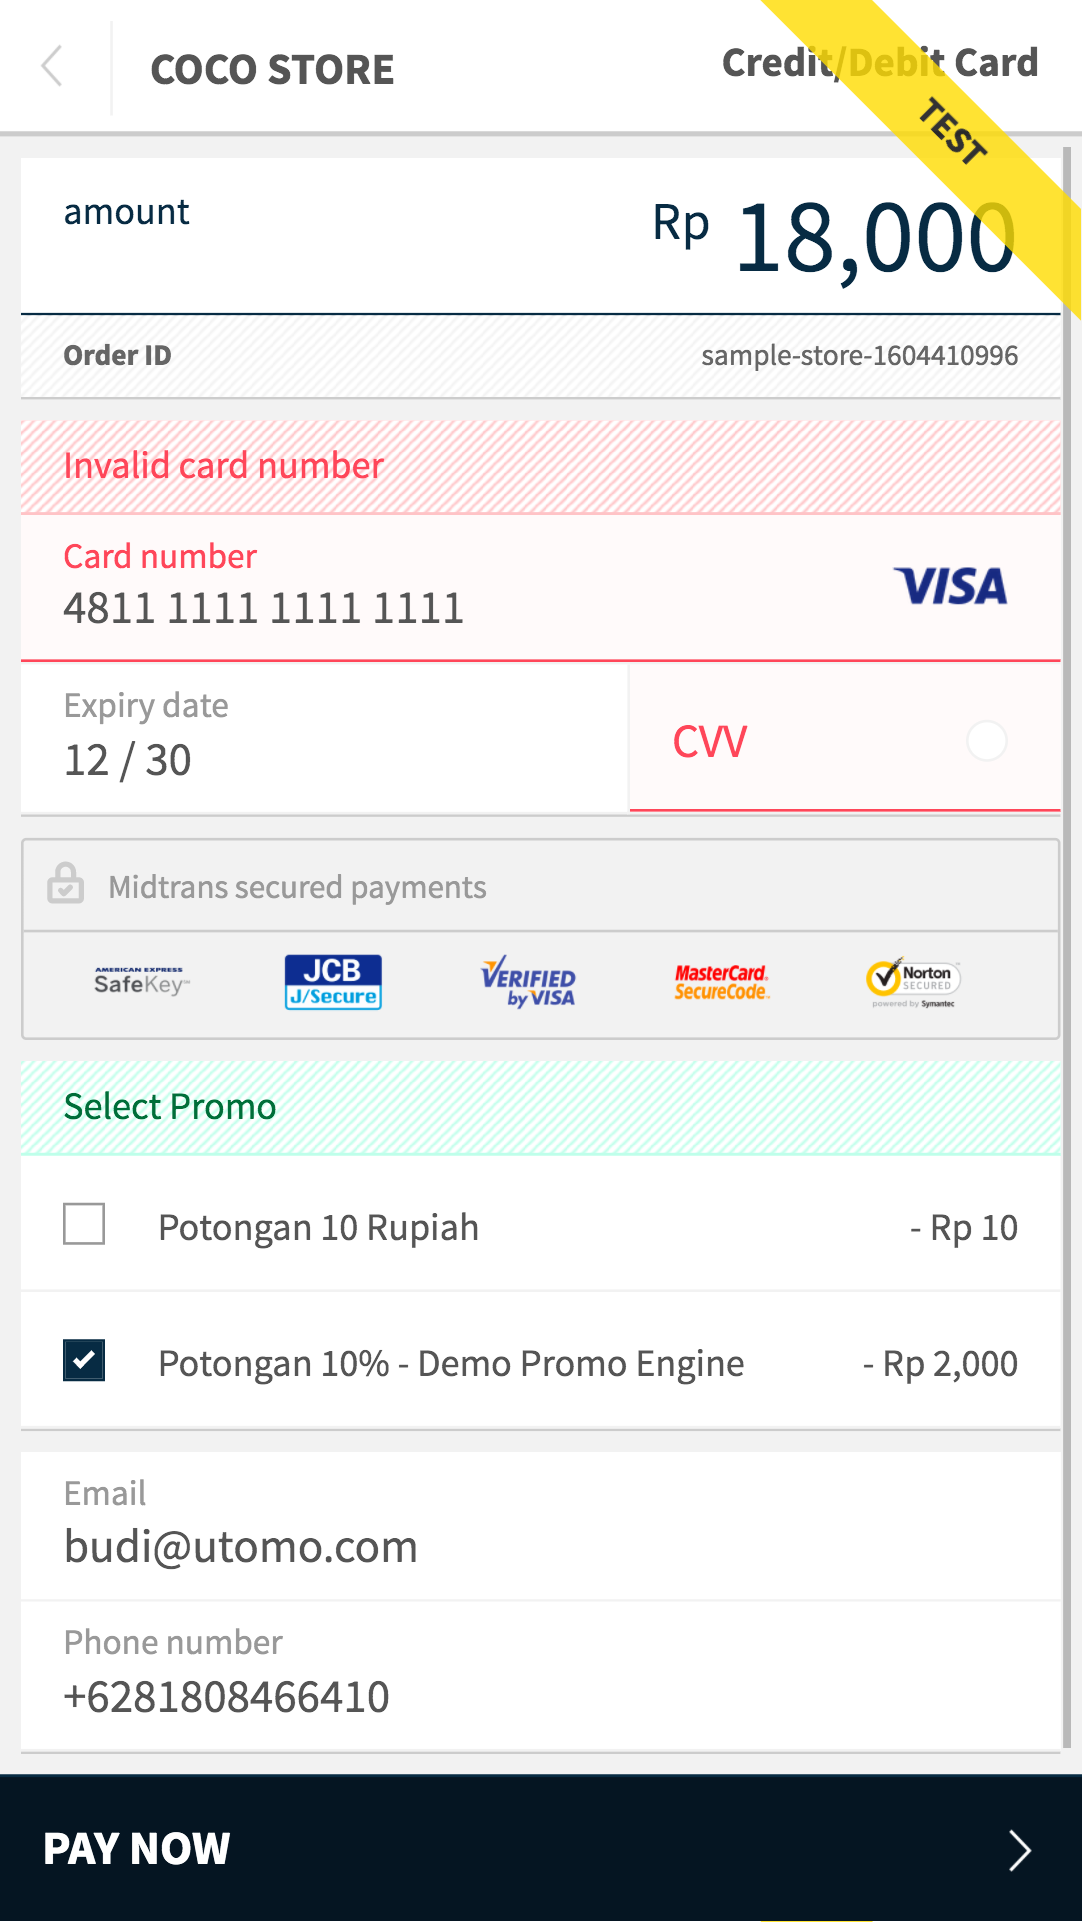 COCO STORE
Credit/Debit Card
TEST
amount
Rp 18,000
Order ID
sample-store-1604410996
Invalid card number
Card number
4811 1111 1111 1111
VISA
Expiry date
12 / 30
CVV
Midtrans secured payments
AMERICAN EXPRESS
SafeKey
JCB
J/Secure
VERIFIED
by VISA
MasterCard.
SecureCode.
Norton
SECURED
powered by Symantec
Select Promo
Potongan 10 Rupiah
- Rp 10
Potongan 10% - Demo Promo Engine
- Rp 2,000
Email
budi@utomo.com
Phone number
+6281808466410
PAY NOW